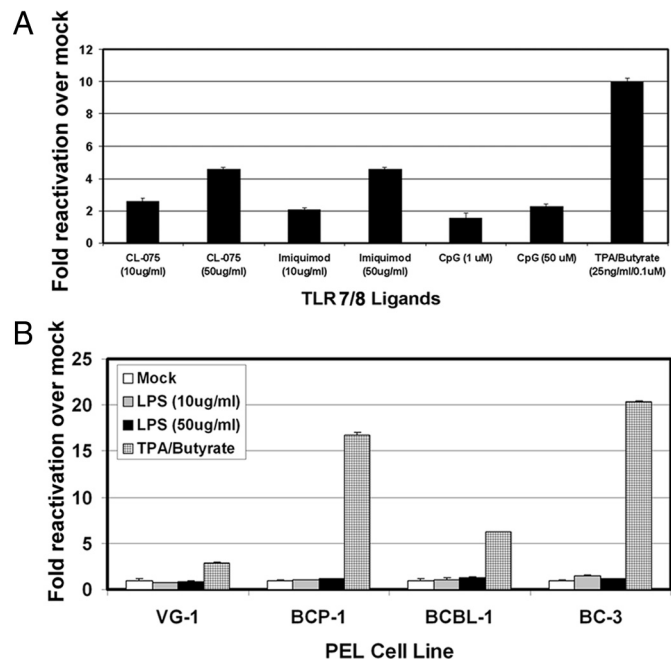 A
Fold reactivation over mock
12
10
8
6
4
2
0
CL-075
(10ug/ml)
CL-075
(50ug/ml)
Imiquimod
(10ug/ml)
Imiquimod
(50ug/ml)
CpG (1 uM)
CpG (50 uM)
TPA/Butyrate
(25ng/ml/0.1uM)
TLR 7/8 Ligands
B
Fold reactivation over mock
25
20
15
10
5
0
Mock
LPS (10ug/ml)
LPS (50ug/ml)
TPA/Butyrate
VG-1
BCP-1
BCBL-1
BC-3
PEL Cell Line